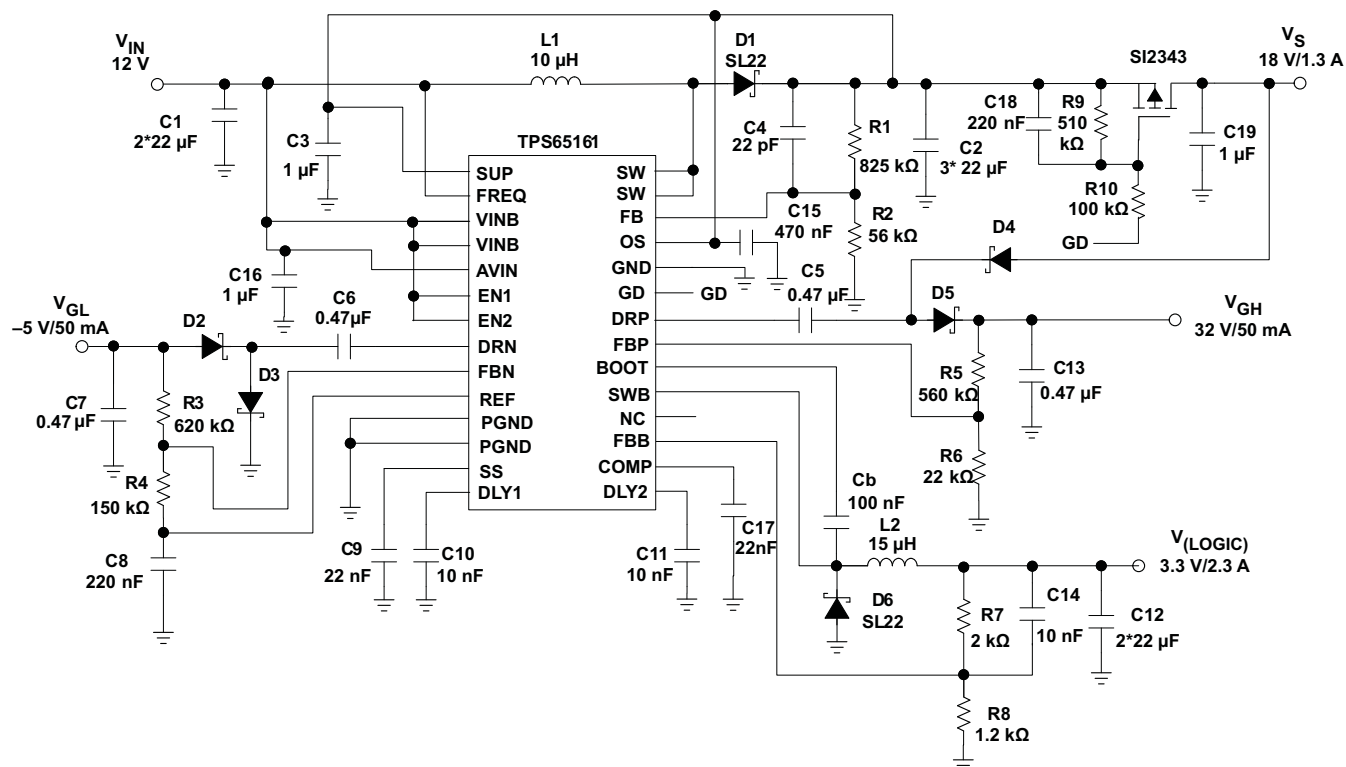 V_IN
12 V
L1
10 µH
D1
SL22
SI2343
V_S
18 V/1.3 A
C1
2*22 µF
C3
1 µF
C4
22 pF
R1
825 kΩ
C2
3* 22 µF
C18
220 nF
R9
510
kΩ
C19
1 µF
R10
100 kΩ
GD
TPS65161
SUP
FREQ
VINB
VINB
AVIN
EN1
EN2
DRN
FBN
REF
PGND
PGND
SS
DLY1
SW
SW
FB
OS
GND
GD
DRP
FBP
BOOT
SWB
NC
FBB
COMP
DLY2
GD
C15
470 nF
R2
56 kΩ
D4
C5
0.47 µF
D5
V_GH
32 V/50 mA
C16
1 µF
V_GL
–5 V/50 mA
D2
C6
0.47µF
D3
C7
0.47 µF
R3
620 kΩ
R4
150 kΩ
C8
220 nF
C9
22 nF
C10
10 nF
C11
10 nF
C17
22nF
R5
560 kΩ
C13
0.47 µF
R6
22 kΩ
Cb
100 nF
L2
15 µH
V_(LOGIC)
3.3 V/2.3 A
D6
SL22
R7
2 kΩ
C14
10 nF
C12
2*22 µF
R8
1.2 kΩ